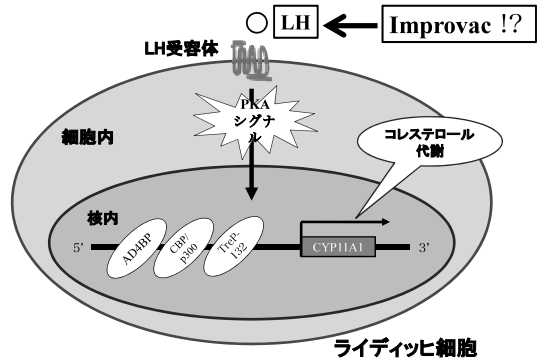 LH
Improvac !?
LH受容体
PKA
シグナ
ル
コレステロール
代謝
細胞内
核内
5’
AD4BP
CBP/
p300
TreP-
132
CYP11A1
3’
ライディッヒ細胞